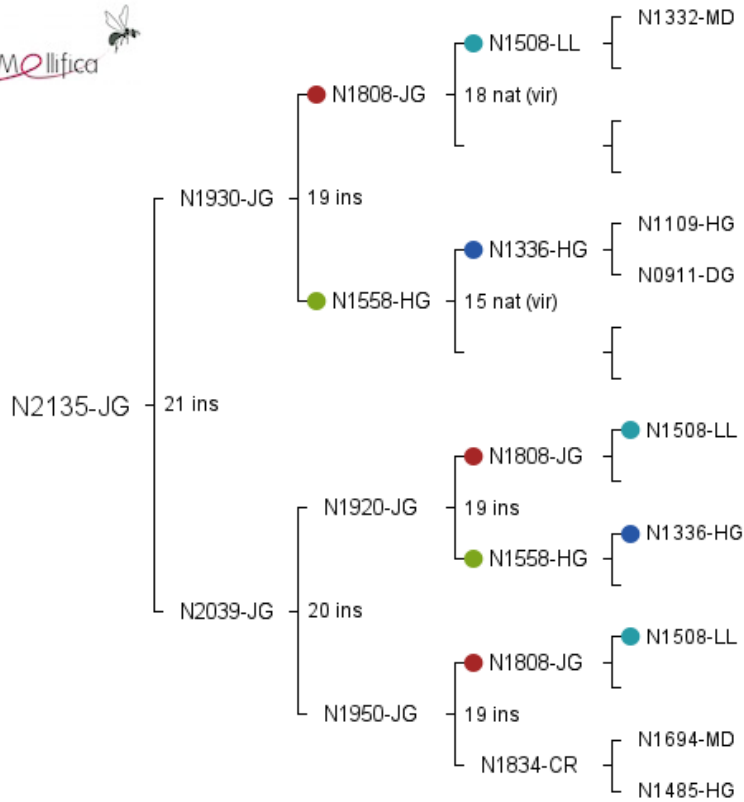 Mellifica
N1332-MD
N1508-LL
N1808-JG
18 nat (vir)
N1930-JG
19 ins
N1109-HG
N1336-HG
N0911-DG
N1558-HG
15 nat (vir)
N2135-JG
21 ins
N1508-LL
N1808-JG
N1920-JG
19 ins
N1336-HG
N1558-HG
N2039-JG
20 ins
N1508-LL
N1808-JG
N1950-JG
19 ins
N1694-MD
N1834-CR
N1485-HG